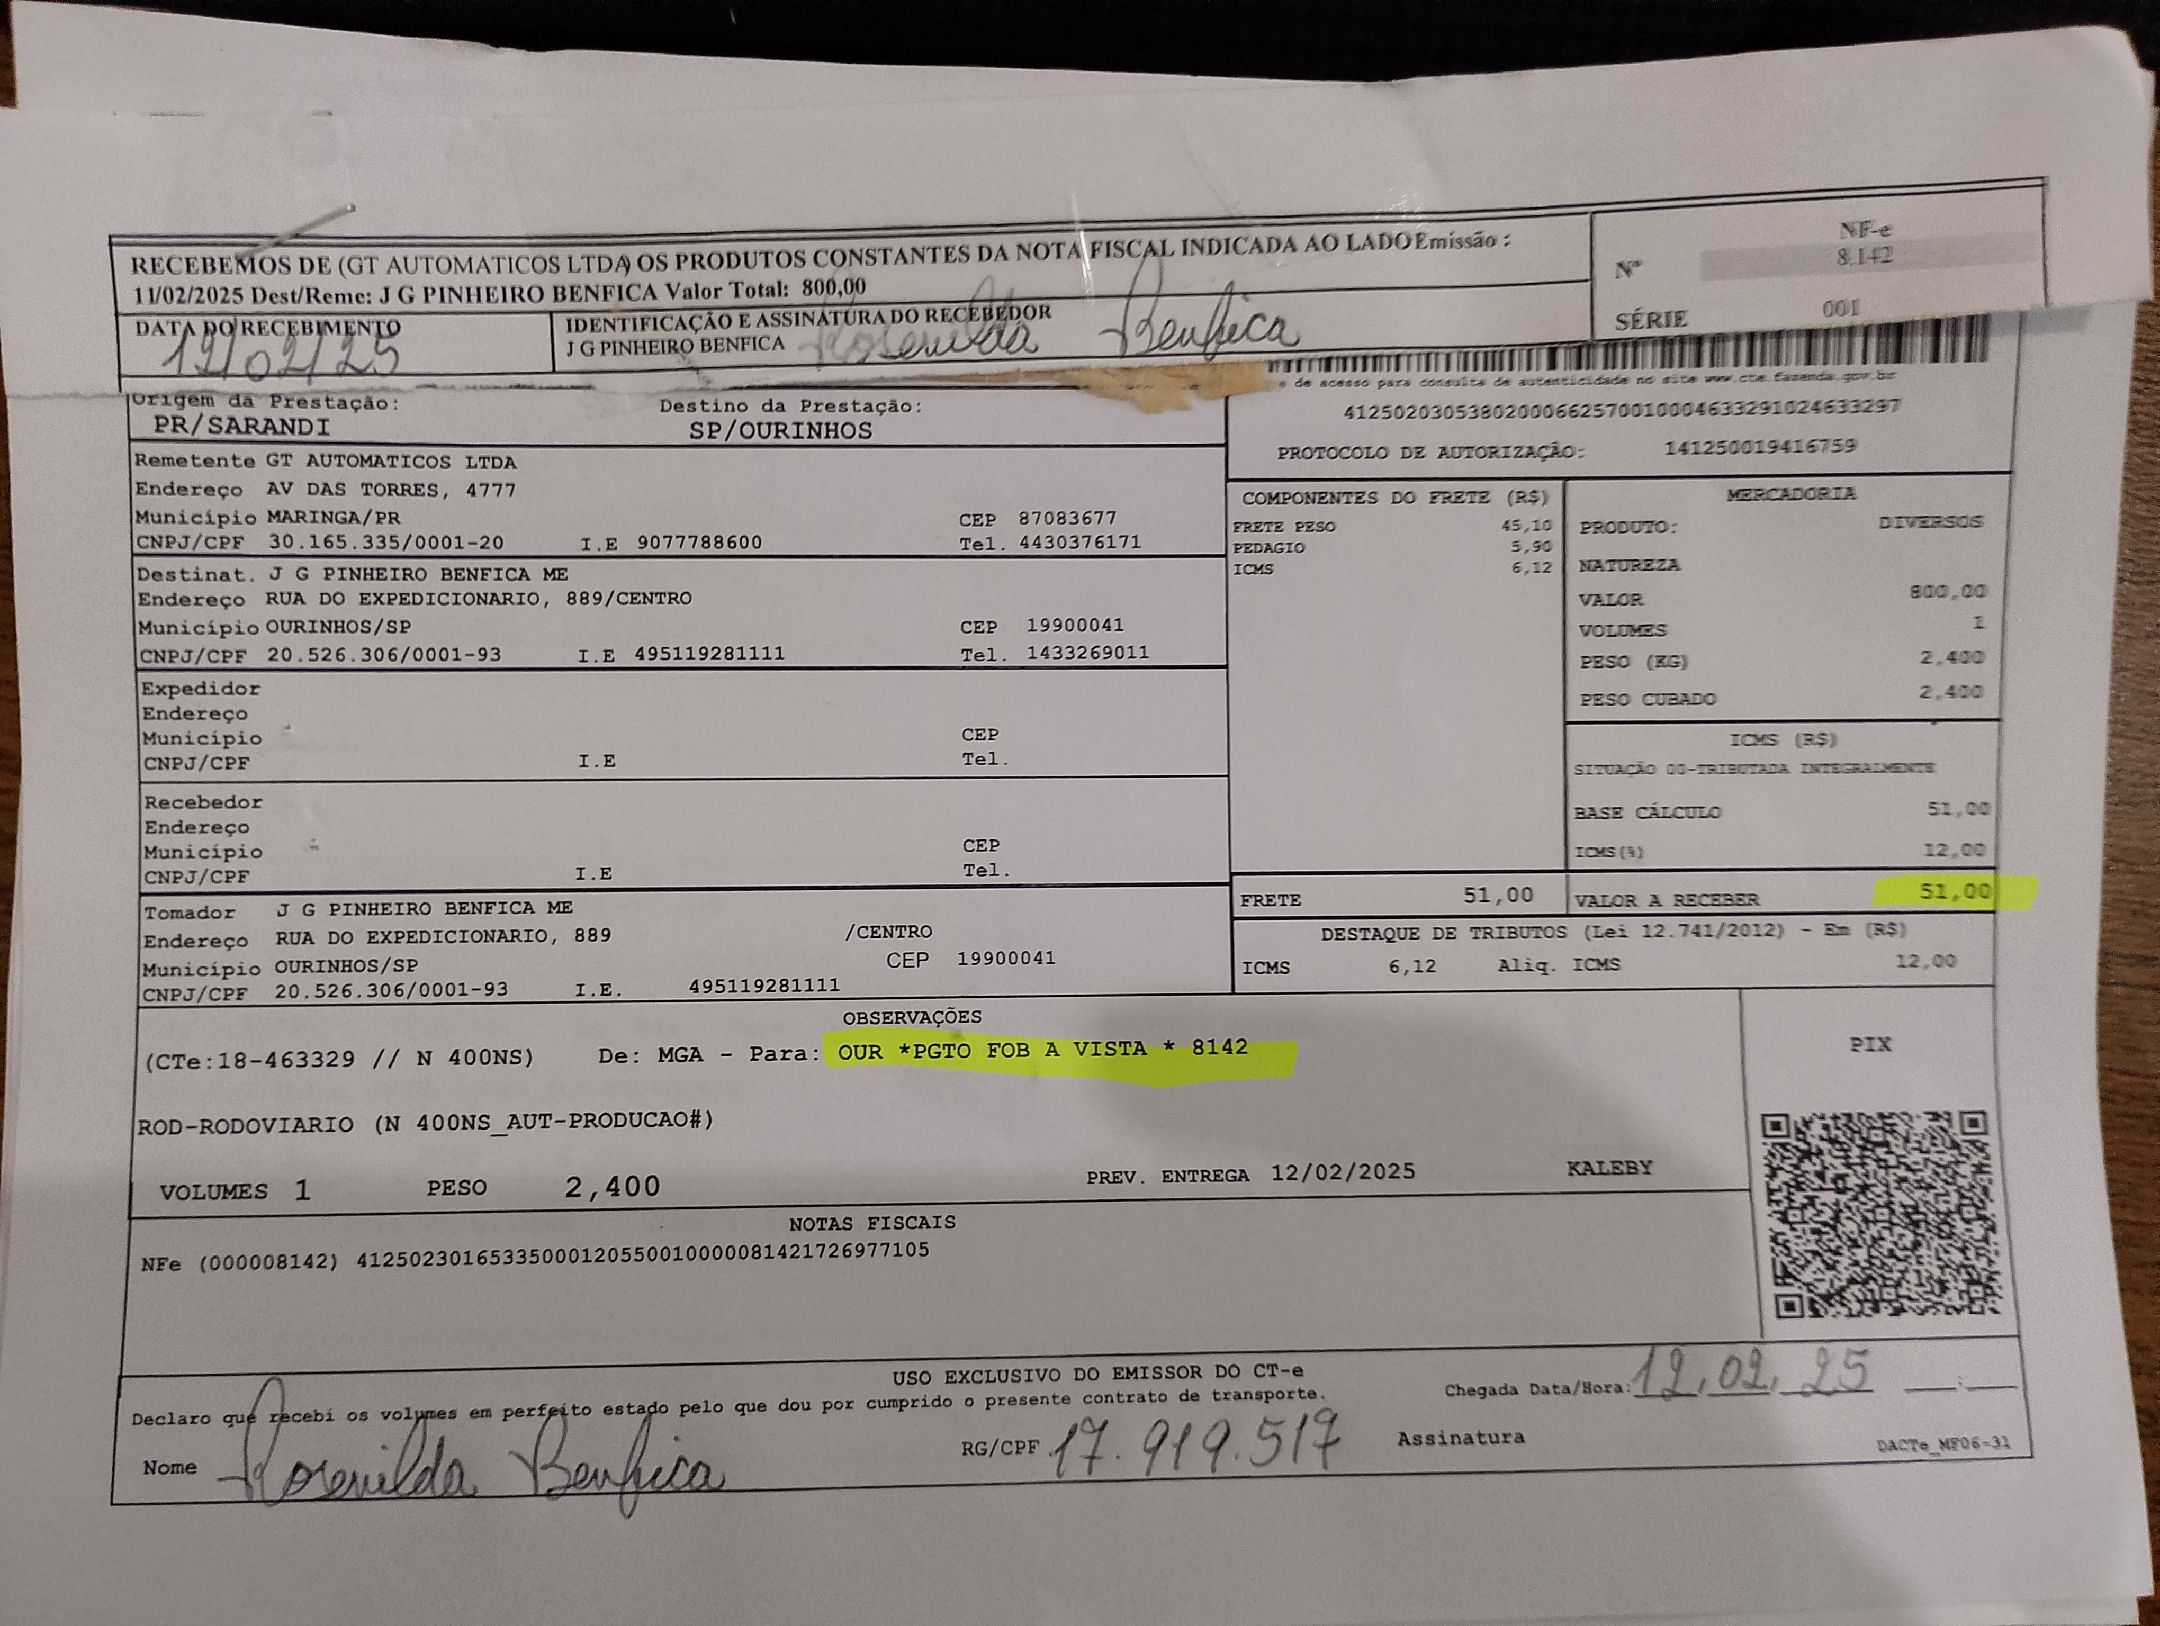 RECEBEMOS DE (GT AUTOMATICOS LTDA) OS PRODUTOS CONSTANTES DA NOTA FISCAL INDICADA AO LADO Emissão :
11/02/2025 Dest/Reme: J G PINHEIRO BENFICA Valor Total: 800,00
NF-e
Nº 8.142
SÉRIE 001
DATA DO RECEBIMENTO
12/02/25
IDENTIFICAÇÃO E ASSINATURA DO RECEBEDOR
J G PINHEIRO BENFICA Rosenilda Benfica
e de acesso para consulta de autenticidade no site www.cte.fazenda.gov.br
41250203053802000662570010004633291024633297
PROTOCOLO DE AUTORIZAÇÃO: 141250019416759
Origem da Prestação: Destino da Prestação:
PR/SARANDI SP/OURINHOS
Remetente GT AUTOMATICOS LTDA
Endereço AV DAS TORRES, 4777
Município MARINGA/PR CEP 87083677
CNPJ/CPF 30.165.335/0001-20 I.E 9077788600 Tel. 4430376171
Destinat. J G PINHEIRO BENFICA ME
Endereço RUA DO EXPEDICIONARIO, 889/CENTRO
Município OURINHOS/SP CEP 19900041
CNPJ/CPF 20.526.306/0001-93 I.E 495119281111 Tel. 1433269011
Expedidor
Endereço
Município CEP
CNPJ/CPF I.E Tel.
Recebedor
Endereço
Município CEP
CNPJ/CPF I.E Tel.
Tomador J G PINHEIRO BENFICA ME
Endereço RUA DO EXPEDICIONARIO, 889 /CENTRO
Município OURINHOS/SP CEP 19900041
CNPJ/CPF 20.526.306/0001-93 I.E. 495119281111
COMPONENTES DO FRETE (R$)
FRETE PESO 45,10
PEDAGIO 5,90
ICMS 6,12
MERCADORIA
PRODUTO: DIVERSOS
NATUREZA
VALOR 800,00
VOLUMES 1
PESO (KG) 2,400
PESO CUBADO 2,400
ICMS (R$)
SITUAÇÃO 00-TRIBUTADA INTEGRALMENTE
BASE CÁLCULO 51,00
ICMS(%) 12,00
FRETE 51,00 VALOR A RECEBER 51,00
DESTAQUE DE TRIBUTOS (Lei 12.741/2012) - Em (R$)
ICMS 6,12 Aliq. ICMS 12,00
OBSERVAÇÕES
(CTe:18-463329 // N 400NS) De: MGA - Para: OUR *PGTO FOB A VISTA * 8142
ROD-RODOVIARIO (N 400NS_AUT-PRODUCAO#)
VOLUMES 1 PESO 2,400 PREV. ENTREGA 12/02/2025 KALEBY
PIX
NOTAS FISCAIS
NFe (000008142) 41250230165335000120550010000081421726977105
USO EXCLUSIVO DO EMISSOR DO CT-e
Declaro que recebi os volumes em perfeito estado pelo que dou por cumprido o presente contrato de transporte.
Chegada Data/Hora: 12,02,25 :
Nome Rosenilda Benfica RG/CPF 17.919.517 Assinatura
DACTe_MF06-31